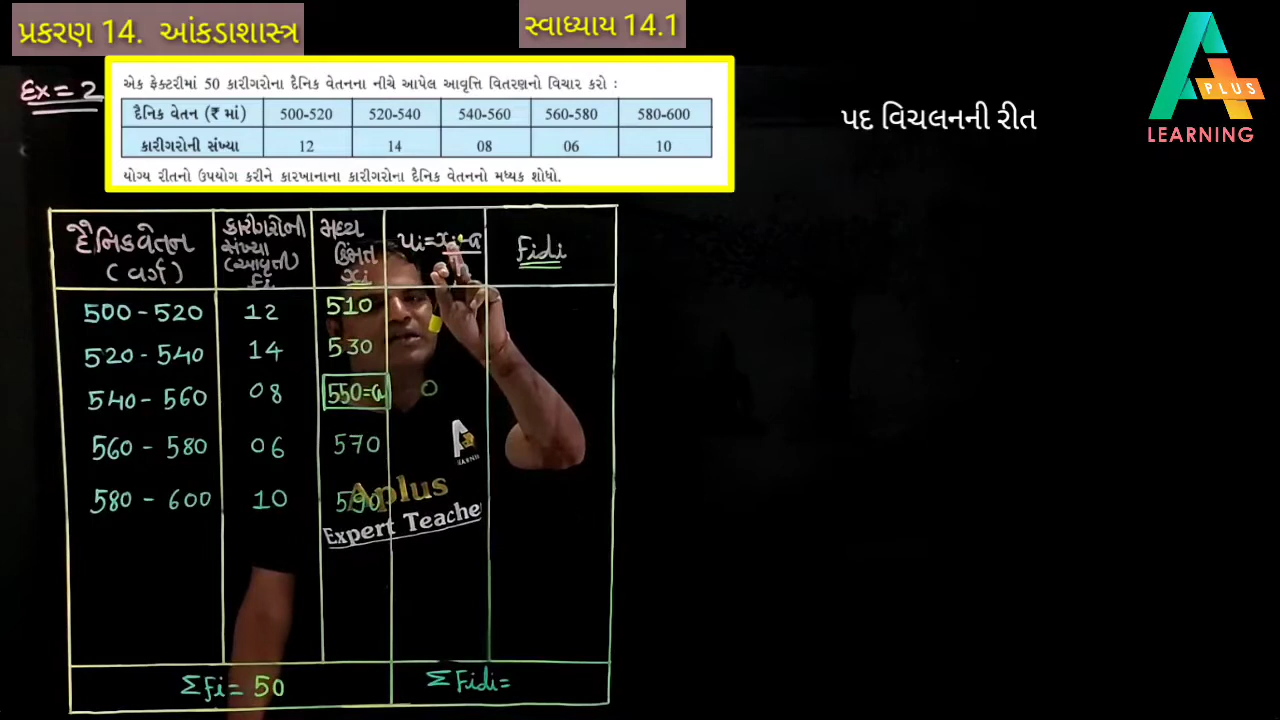 પ્રકરણ 14. આંકડાશાસ્ત્ર
સ્વાધ્યાય 14.1
A PLUS
LEARNING
Ex = 2
એક ફેક્ટરીમાં 50 કારીગરોના દૈનિક વેતનના નીચે આપેલ આવૃત્તિ વિતરણનો વિચાર કરો :
દૈનિક વેતન (₹ માં) 500-520 520-540 540-560 560-580 580-600
કારીગરોની સંખ્યા 12 14 08 06 10
યોગ્ય રીતનો ઉપયોગ કરીને કારખાનાના કારીગરોના દૈનિક વેતનનો મધ્યક શોધો.
પદ વિચલનની રીત
દૈનિક વેતન
(વર્ગ)
કારીગરોની
સંખ્યા
(આવૃત્તી)
fi
મધ્ય
કિંમત
xi
ui = xi-a
h
Fidi
500 - 520 12 510
520 - 540 14 530
540 - 560 08 550=a 0
560 - 580 06 570
580 - 600 10 590
A
LEARNING
Aplus
Expert Teache
Σfi = 50
ΣFidi =